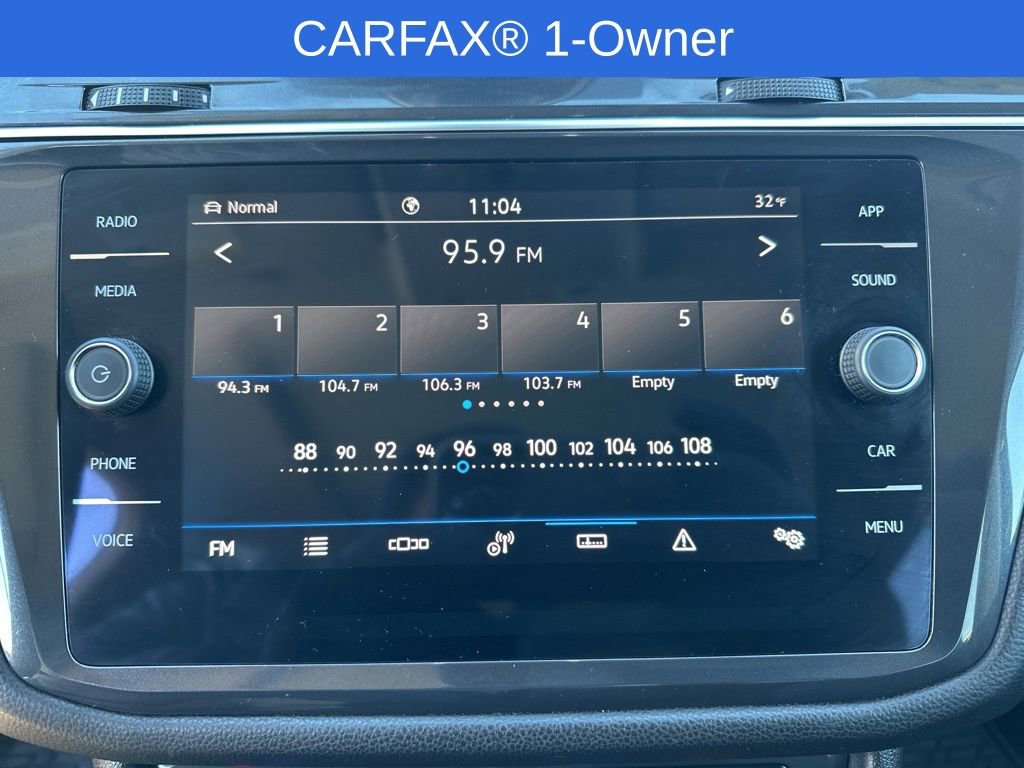 CARFAX® 1-Owner
Normal 11:04 32°F
RADIO
APP
95.9 FM
MEDIA
SOUND
1 2 3 4 5 6
94.3 FM 104.7 FM 106.3 FM 103.7 FM Empty Empty
88 90 92 94 96 98 100 102 104 106 108
PHONE
CAR
VOICE
MENU
FM